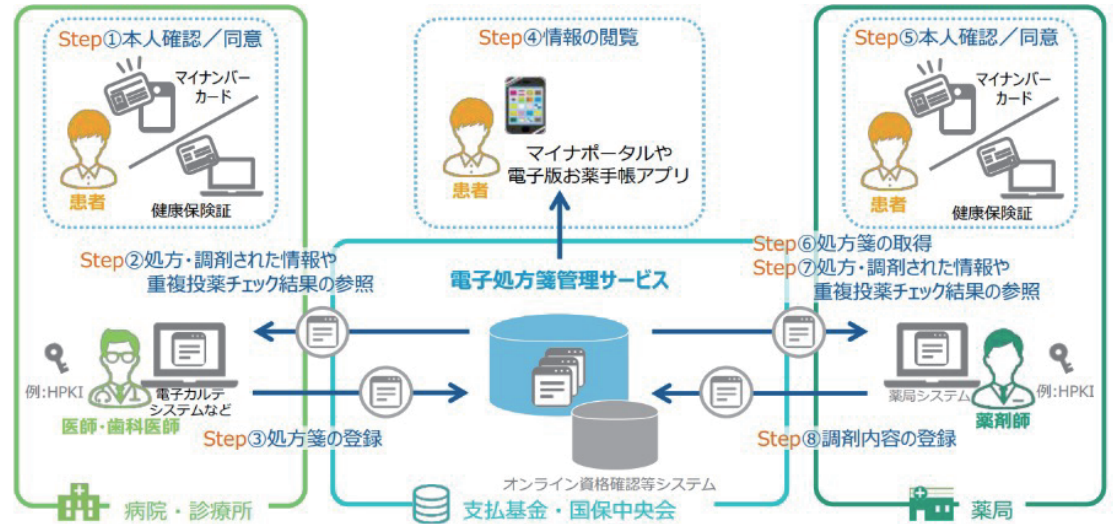 Step①本人確認／同意
マイナンバー
カード
患者
健康保険証
Step②処方・調剤された情報や
重複投薬チェック結果の参照
例:HPKI
電子カルテ
システムなど
医師・歯科医師
Step③処方箋の登録
病院・診療所
Step④情報の閲覧
患者
マイナポータルや
電子版お薬手帳アプリ
電子処方箋管理サービス
オンライン資格確認等システム
支払基金・国保中央会
Step⑤本人確認／同意
マイナンバー
カード
患者
健康保険証
Step⑥処方箋の取得
Step⑦処方・調剤された情報や
重複投薬チェック結果の参照
薬局システム
薬剤師
例:HPKI
Step⑧調剤内容の登録
薬局